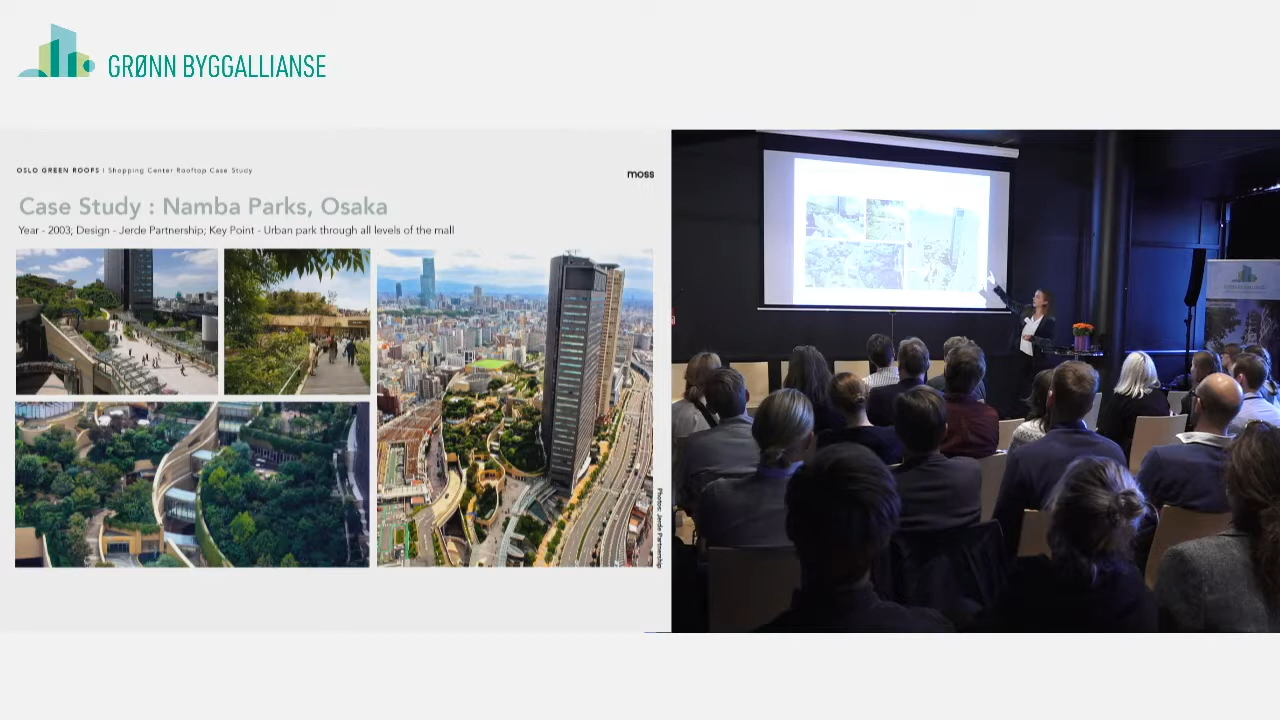 GRØNN BYGGALLIANSE
OSLO GREEN ROOFS | Shopping Center Rooftop Case Study
moss
Case Study : Namba Parks, Osaka
Year - 2003; Design - Jerde Partnership; Key Point - Urban park through all levels of the mall
Photos: Jerde Partnership